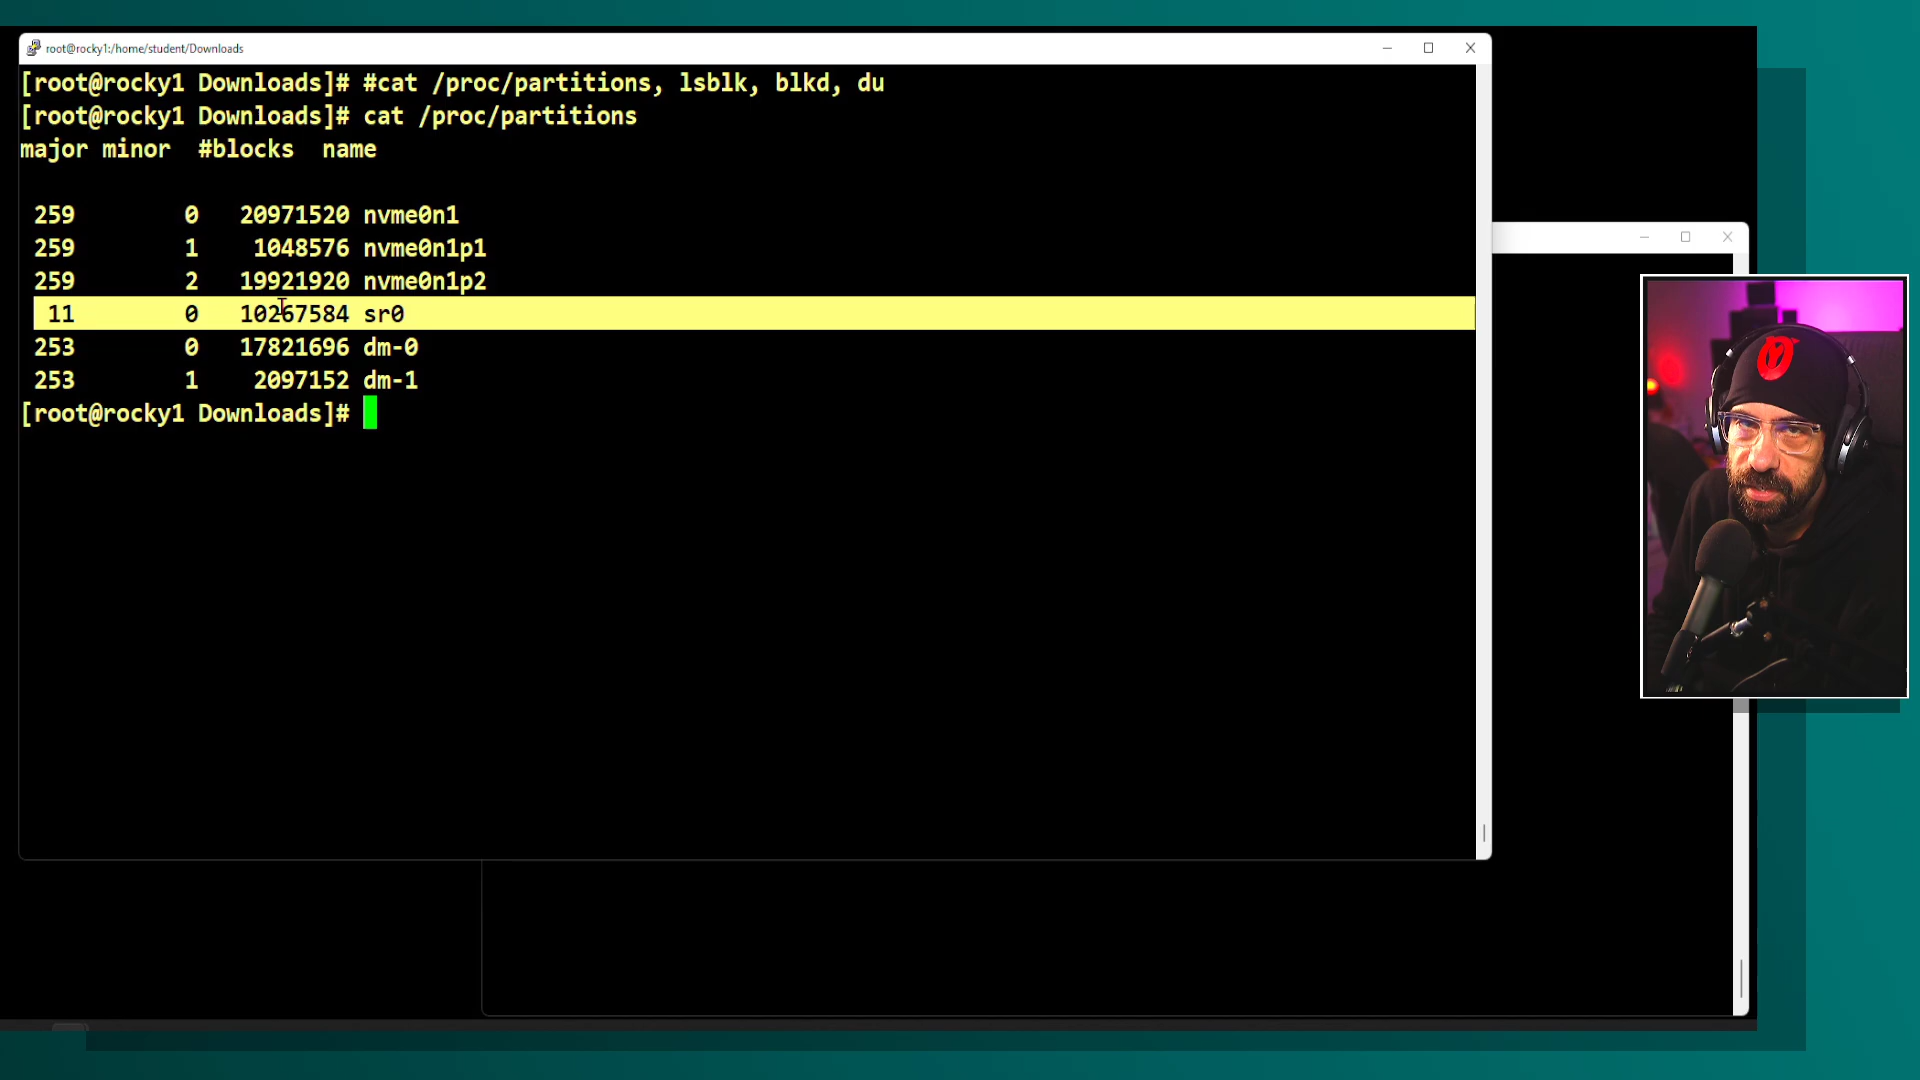 root@rocky1:/home/student/Downloads
[root@rocky1 Downloads]# #cat /proc/partitions, lsblk, blkd, du
[root@rocky1 Downloads]# cat /proc/partitions
major minor  #blocks  name
259        0   20971520 nvme0n1
259        1    1048576 nvme0n1p1
259        2   19921920 nvme0n1p2
11        0   10267584 sr0
253        0   17821696 dm-0
253        1    2097152 dm-1
[root@rocky1 Downloads]#